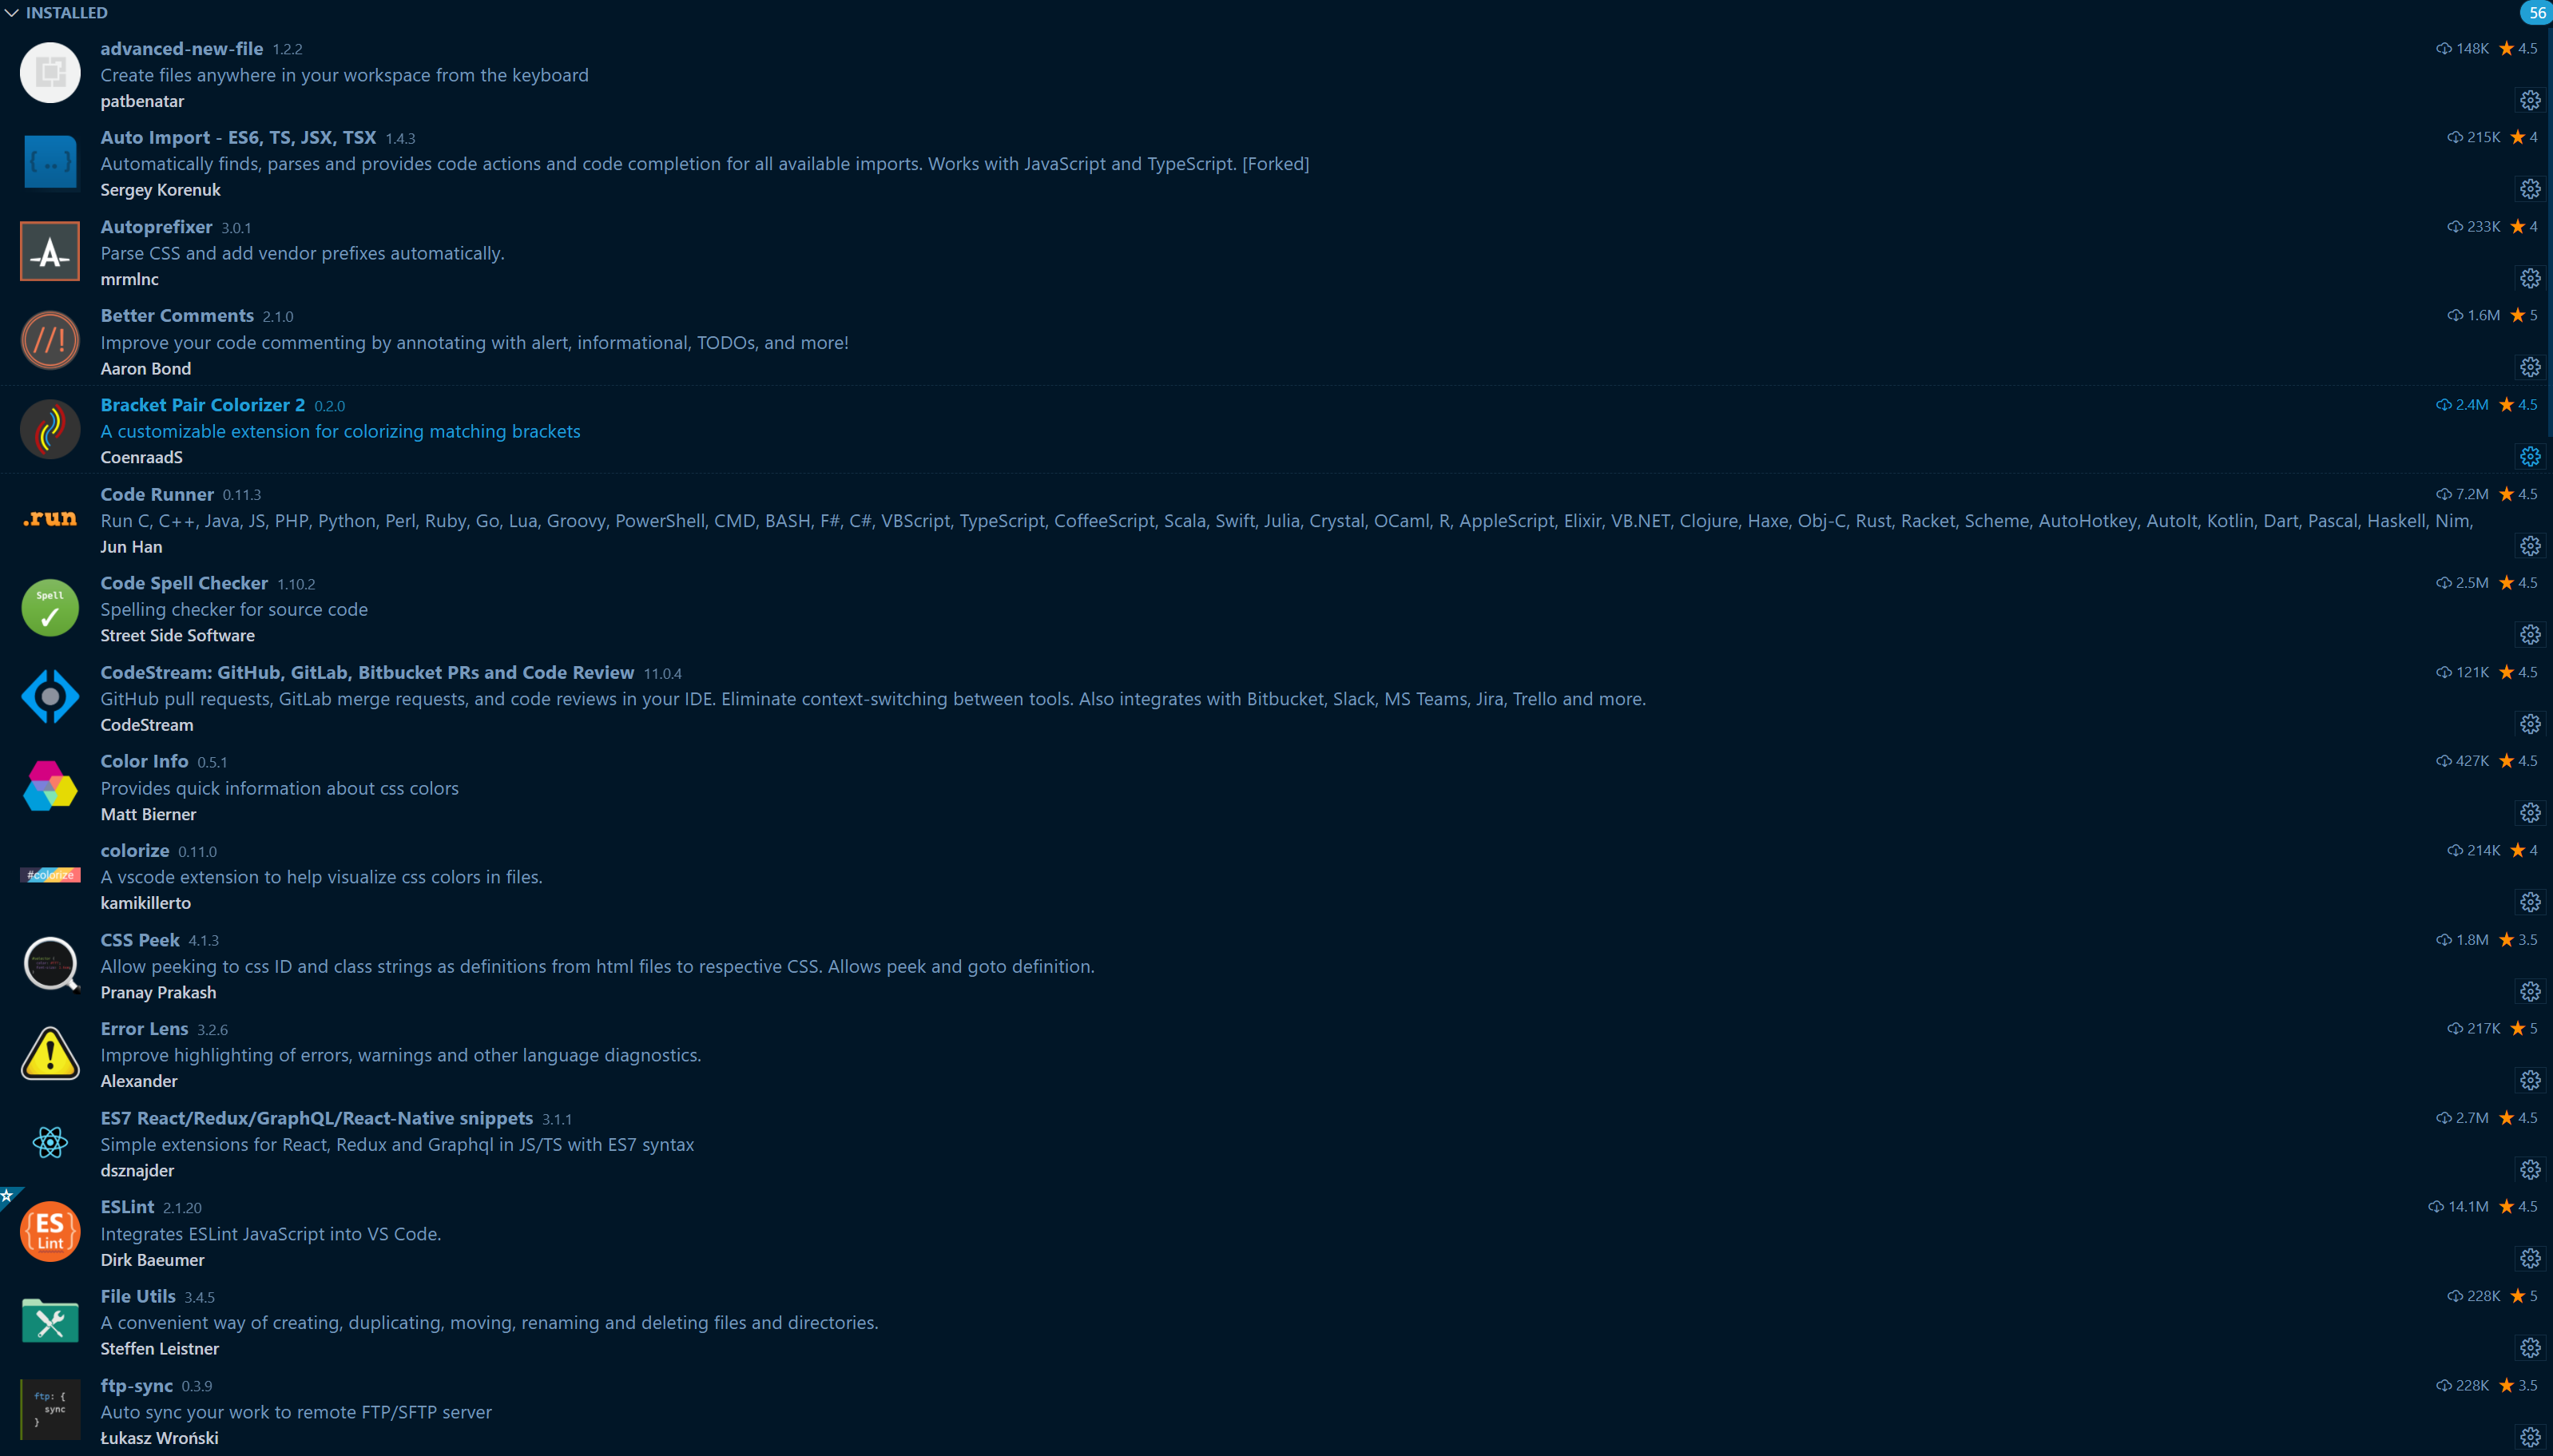 INSTALLED 56
advanced-new-file 1.2.2 148K 4.5
Create files anywhere in your workspace from the keyboard
patbenatar
Auto Import - ES6, TS, JSX, TSX 1.4.3 215K 4
Automatically finds, parses and provides code actions and code completion for all available imports. Works with JavaScript and TypeScript. [Forked]
Sergey Korenuk
Autoprefixer 3.0.1 233K 4
Parse CSS and add vendor prefixes automatically.
mrmlnc
//! Better Comments 2.1.0 1.6M 5
Improve your code commenting by annotating with alert, informational, TODOs, and more!
Aaron Bond
Bracket Pair Colorizer 2 0.2.0 2.4M 4.5
A customizable extension for colorizing matching brackets
CoenraadS
Code Runner 0.11.3 7.2M 4.5
.run Run C, C++, Java, JS, PHP, Python, Perl, Ruby, Go, Lua, Groovy, PowerShell, CMD, BASH, F#, C#, VBScript, TypeScript, CoffeeScript, Scala, Swift, Julia, Crystal, OCaml, R, AppleScript, Elixir, VB.NET, Clojure, Haxe, Obj-C, Rust, Racket, Scheme, AutoHotkey, AutoIt, Kotlin, Dart, Pascal, Haskell, Nim,
Jun Han
Code Spell Checker 1.10.2 2.5M 4.5
Spell Spelling checker for source code
Street Side Software
CodeStream: GitHub, GitLab, Bitbucket PRs and Code Review 11.0.4 121K 4.5
GitHub pull requests, GitLab merge requests, and code reviews in your IDE. Eliminate context-switching between tools. Also integrates with Bitbucket, Slack, MS Teams, Jira, Trello and more.
CodeStream
Color Info 0.5.1 427K 4.5
Provides quick information about css colors
Matt Bierner
colorize 0.11.0 214K 4
#colorize A vscode extension to help visualize css colors in files.
kamikillerto
CSS Peek 4.1.3 1.8M 3.5
Allow peeking to css ID and class strings as definitions from html files to respective CSS. Allows peek and goto definition.
Pranay Prakash
Error Lens 3.2.6 217K 5
Improve highlighting of errors, warnings and other language diagnostics.
Alexander
ES7 React/Redux/GraphQL/React-Native snippets 3.1.1 2.7M 4.5
Simple extensions for React, Redux and Graphql in JS/TS with ES7 syntax
dsznajder
ESLint 2.1.20 14.1M 4.5
{ES Lint} Integrates ESLint JavaScript into VS Code.
Dirk Baeumer
File Utils 3.4.5 228K 5
A convenient way of creating, duplicating, moving, renaming and deleting files and directories.
Steffen Leistner
ftp-sync 0.3.9 228K 3.5
ftp: { sync } Auto sync your work to remote FTP/SFTP server
Łukasz Wroński